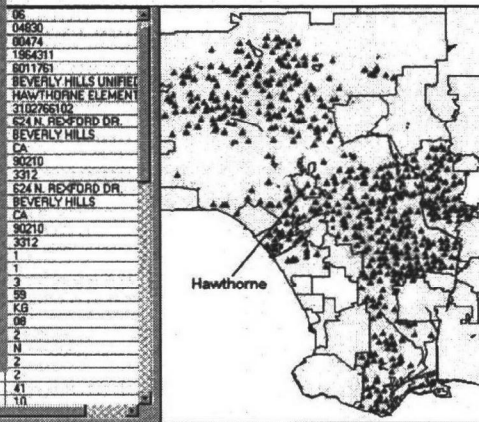 06
04830
00474
1964311
6011761
BEVERLY HILLS UNIFIED
HAWTHORNE ELEMENT
3102766102
624 N. REXFORD DR.
BEVERLY HILLS
CA
90210
3312
624 N. REXFORD DR.
BEVERLY HILLS
CA
90210
3312
1
1
3
59
KG
08
2
N
2
2
41
10
Hawthorne